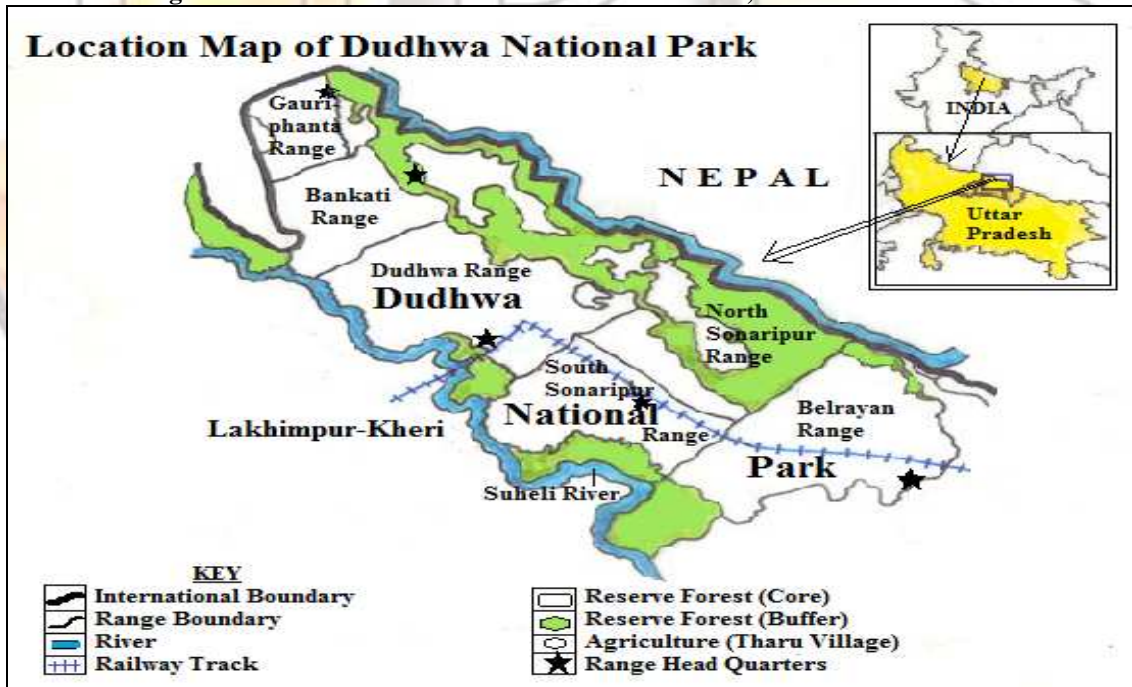 Location Map of Dudhwa National Park
INDIA
Uttar
Pradesh
Gauri-
phanta
Range
NEPAL
Bankati
Range
Dudhwa Range
Dudhwa
North
Sonaripur
Range
South
Sonaripur
National
Range
Belrayan
Range
Lakhimpur-Kheri
Park
Suheli River
KEY
International Boundary
Range Boundary
River
Railway Track
Reserve Forest (Core)
Reserve Forest (Buffer)
Agriculture (Tharu Village)
Range Head Quarters